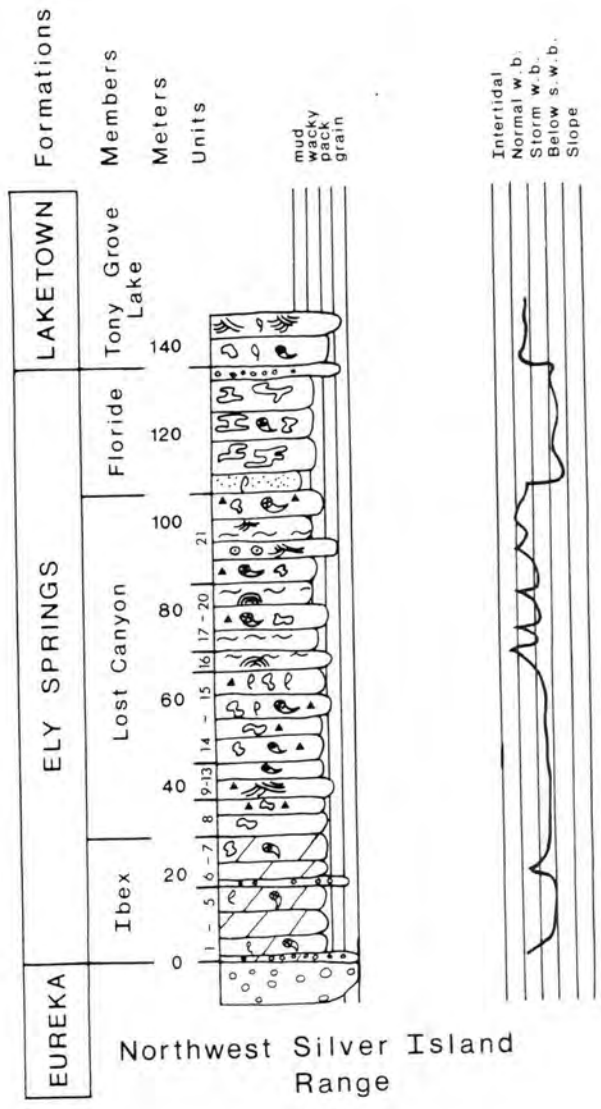 Formations
Members
Meters
Units
mud
wacky
pack
grain
Intertidal
Normal w.b.
Storm w.b.
Below s.w.b.
Slope
LAKETOWN
Tony Grove
Lake
140
ELY SPRINGS
Floride
120
Lost Canyon
100
21
80
17 - 20
16
60
14 - 15
9-13
40
8
Ibex
20
6 - 7
1 - 5
0
EUREKA
Northwest Silver Island
Range